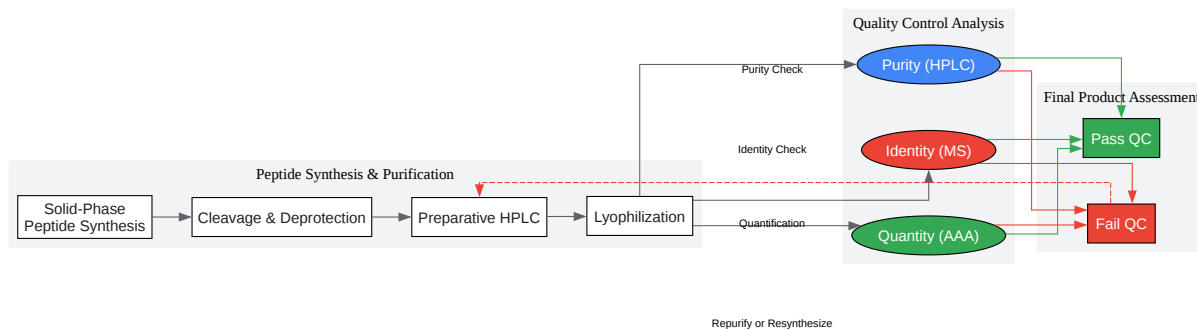 Quality Control Analysis
Purity (HPLC)
Purity Check
Final Product Assessment
Pass QC
Identity Check
Identity (MS)
Peptide Synthesis & Purification
Solid-Phase
Peptide Synthesis
Cleavage & Deprotection
Preparative HPLC
Lyophilization
Quantification
Quantity (AAA)
Fail QC
Repurify or Resynthesize